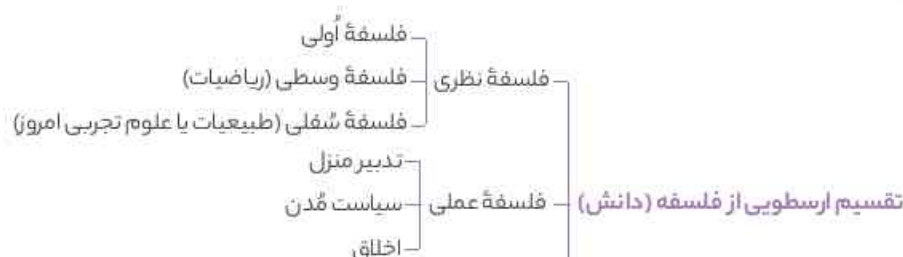 تقسیم ارسطویی از فلسفه (دانش)
فلسفهٔ نظری
فلسفهٔ اُولی
فلسفهٔ وسطی (ریاضیات)
فلسفهٔ سُفلی (طبیعیات یا علوم تجربی امروز)
فلسفهٔ عملی
تدبیر منزل
سیاست مُدن
اخلاق